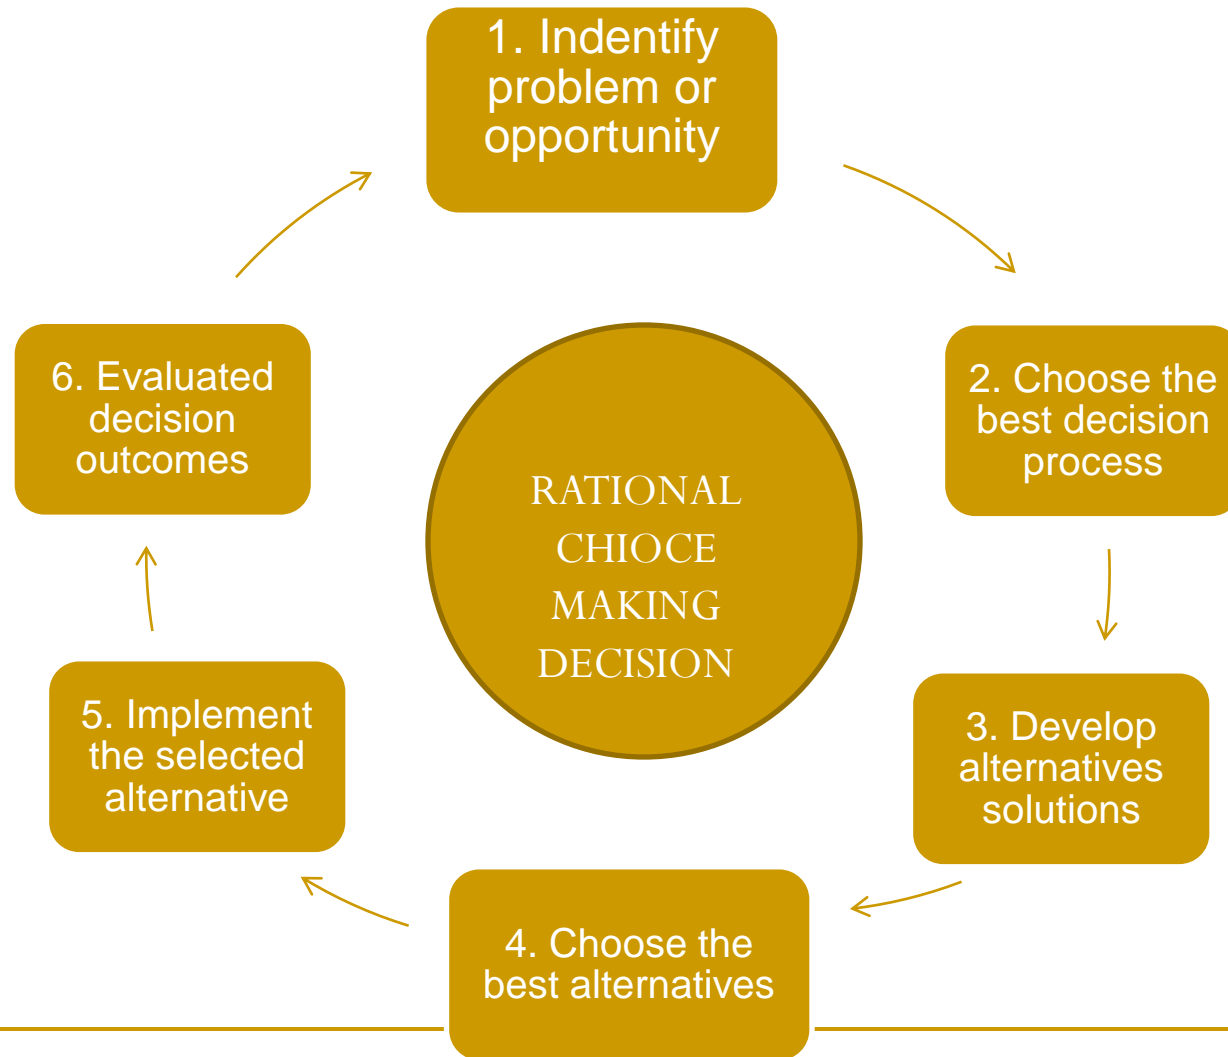 1. Indentify
problem or
opportunity
2. Choose the
best decision
process
3. Develop
alternatives
solutions
4. Choose the
best alternatives
5. Implement
the selected
alternative
6. Evaluated
decision
outcomes
RATIONAL
CHIOCE
MAKING
DECISION